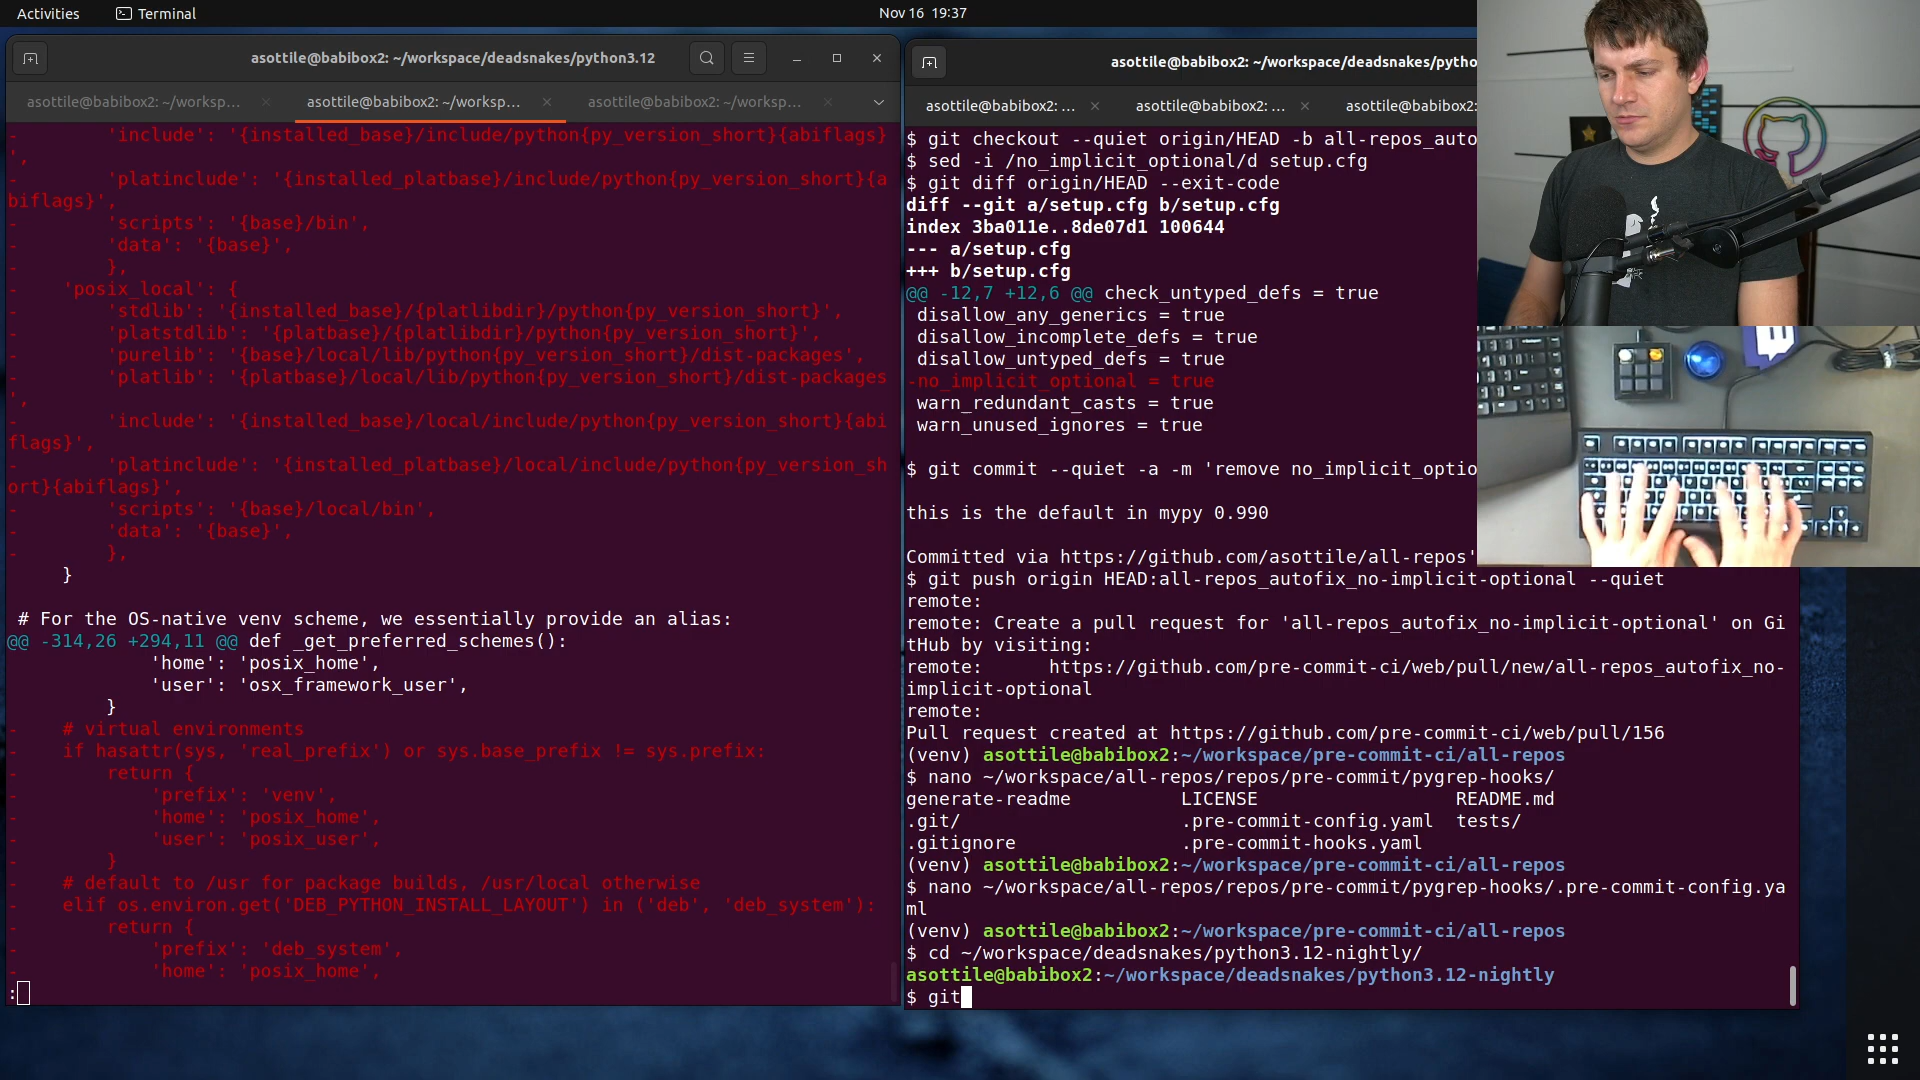 Activities
Terminal
Nov 16 19:37
asottile@babibox2: ~/workspace/deadsnakes/python3.12
asottile@babibox2: ~/worksp...
asottile@babibox2: ~/worksp...
asottile@babibox2: ~/worksp...
-        'include': '{installed_base}/include/python{py_version_short}{abiflags}
',
-        'platinclude': '{installed_platbase}/include/python{py_version_short}{a
biflags}',
-        'scripts': '{base}/bin',
-        'data': '{base}',
-        },
-    'posix_local': {
-        'stdlib': '{installed_base}/{platlibdir}/python{py_version_short}',
-        'platstdlib': '{platbase}/{platlibdir}/python{py_version_short}',
-        'purelib': '{base}/local/lib/python{py_version_short}/dist-packages',
-        'platlib': '{platbase}/local/lib/python{py_version_short}/dist-packages
',
-        'include': '{installed_base}/local/include/python{py_version_short}{abi
flags}',
-        'platinclude': '{installed_platbase}/local/include/python{py_version_sh
ort}{abiflags}',
-        'scripts': '{base}/local/bin',
-        'data': '{base}',
-        },
     }
 # For the OS-native venv scheme, we essentially provide an alias:
@@ -314,26 +294,11 @@ def _get_preferred_schemes():
             'home': 'posix_home',
             'user': 'osx_framework_user',
         }
-    # virtual environments
-    if hasattr(sys, 'real_prefix') or sys.base_prefix != sys.prefix:
-        return {
-            'prefix': 'venv',
-            'home': 'posix_home',
-            'user': 'posix_user',
-        }
-    # default to /usr for package builds, /usr/local otherwise
-    elif os.environ.get('DEB_PYTHON_INSTALL_LAYOUT') in ('deb', 'deb_system'):
-        return {
-            'prefix': 'deb_system',
-            'home': 'posix_home',
:
asottile@babibox2: ~/workspace/deadsnakes/pytho
asottile@babibox2: ...
asottile@babibox2: ...
asottile@babibox2:
$ git checkout --quiet origin/HEAD -b all-repos_auto
$ sed -i /no_implicit_optional/d setup.cfg
$ git diff origin/HEAD --exit-code
diff --git a/setup.cfg b/setup.cfg
index 3ba011e..8de07d1 100644
--- a/setup.cfg
+++ b/setup.cfg
@@ -12,7 +12,6 @@ check_untyped_defs = true
 disallow_any_generics = true
 disallow_incomplete_defs = true
 disallow_untyped_defs = true
-no_implicit_optional = true
 warn_redundant_casts = true
 warn_unused_ignores = true
$ git commit --quiet -a -m 'remove no_implicit_optio
this is the default in mypy 0.990
Committed via https://github.com/asottile/all-repos'
$ git push origin HEAD:all-repos_autofix_no-implicit-optional --quiet
remote:
remote: Create a pull request for 'all-repos_autofix_no-implicit-optional' on Gi
tHub by visiting:
remote:      https://github.com/pre-commit-ci/web/pull/new/all-repos_autofix_no-
implicit-optional
remote:
Pull request created at https://github.com/pre-commit-ci/web/pull/156
(venv) asottile@babibox2:~/workspace/pre-commit-ci/all-repos
$ nano ~/workspace/all-repos/repos/pre-commit/pygrep-hooks/
generate-readme          LICENSE                  README.md
.git/                    .pre-commit-config.yaml  tests/
.gitignore               .pre-commit-hooks.yaml
(venv) asottile@babibox2:~/workspace/pre-commit-ci/all-repos
$ nano ~/workspace/all-repos/repos/pre-commit/pygrep-hooks/.pre-commit-config.ya
ml
(venv) asottile@babibox2:~/workspace/pre-commit-ci/all-repos
$ cd ~/workspace/deadsnakes/python3.12-nightly/
asottile@babibox2:~/workspace/deadsnakes/python3.12-nightly
$ git